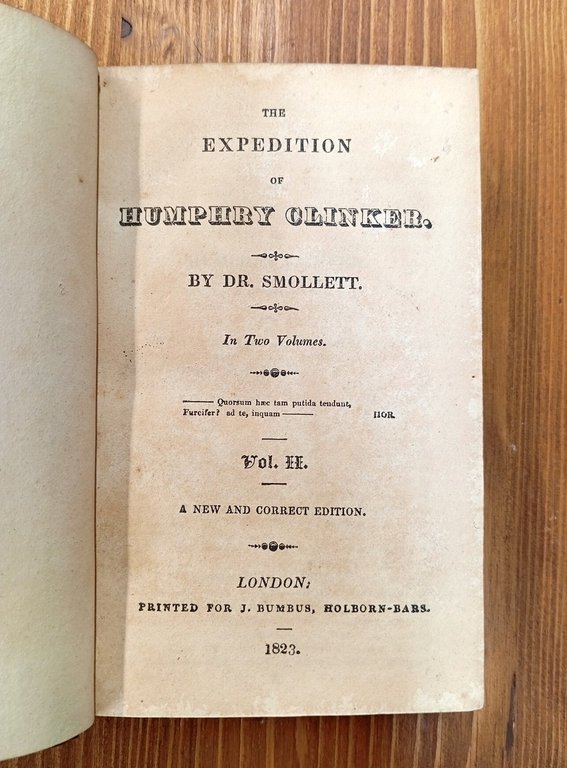 THE
EXPEDITION
OF
HUMPHRY CLINKER.
BY DR. SMOLLETT.
In Two Volumes.
——— Quorsum hæc tam putida tendunt,
Furcifer? ad te, inquam ——— HOR.
Vol. II.
A NEW AND CORRECT EDITION.
LONDON:
PRINTED FOR J. BUMBUS, HOLBORN-BARS.
1823.